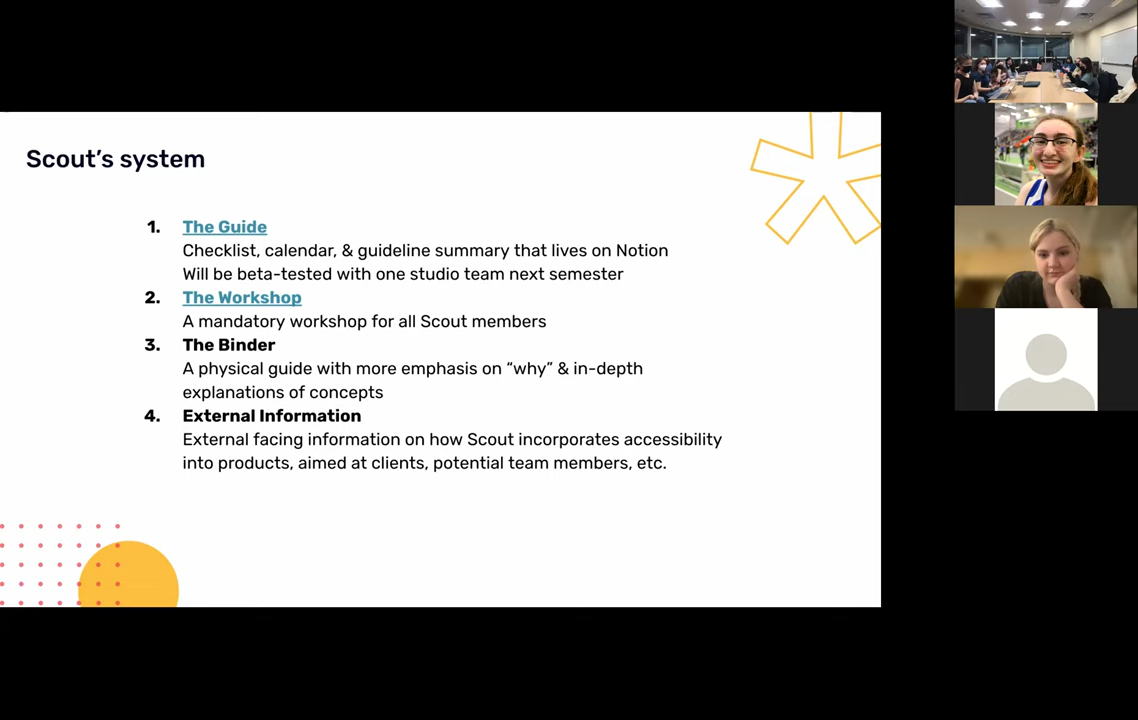 Scout's system
1. The Guide
Checklist, calendar, & guideline summary that lives on Notion
Will be beta-tested with one studio team next semester
2. The Workshop
A mandatory workshop for all Scout members
3. The Binder
A physical guide with more emphasis on “why” & in-depth
explanations of concepts
4. External Information
External facing information on how Scout incorporates accessibility
into products, aimed at clients, potential team members, etc.